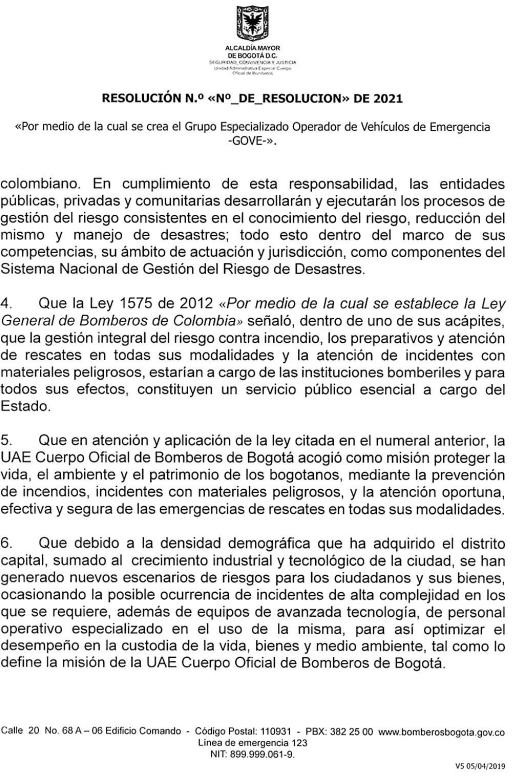 ALCALDÍA MAYOR
DE BOGOTÁ D.C.
SEGURIDAD, CONVIVENCIA Y JUSTICIA
Unidad Administrativa Especial Cuerpo
Oficial de Bomberos
RESOLUCIÓN N.º «Nº_DE_RESOLUCION» DE 2021
«Por medio de la cual se crea el Grupo Especializado Operador de Vehículos de Emergencia
-GOVE-».
colombiano. En cumplimiento de esta responsabilidad, las entidades
públicas, privadas y comunitarias desarrollarán y ejecutarán los procesos de
gestión del riesgo consistentes en el conocimiento del riesgo, reducción del
mismo y manejo de desastres; todo esto dentro del marco de sus
competencias, su ámbito de actuación y jurisdicción, como componentes del
Sistema Nacional de Gestión del Riesgo de Desastres.
4. Que la Ley 1575 de 2012 «Por medio de la cual se establece la Ley
General de Bomberos de Colombia» señaló, dentro de uno de sus acápites,
que la gestión integral del riesgo contra incendio, los preparativos y atención
de rescates en todas sus modalidades y la atención de incidentes con
materiales peligrosos, estarían a cargo de las instituciones bomberiles y para
todos sus efectos, constituyen un servicio público esencial a cargo del
Estado.
5. Que en atención y aplicación de la ley citada en el numeral anterior, la
UAE Cuerpo Oficial de Bomberos de Bogotá acogió como misión proteger la
vida, el ambiente y el patrimonio de los bogotanos, mediante la prevención
de incendios, incidentes con materiales peligrosos, y la atención oportuna,
efectiva y segura de las emergencias de rescates en todas sus modalidades.
6. Que debido a la densidad demográfica que ha adquirido el distrito
capital, sumado al crecimiento industrial y tecnológico de la ciudad, se han
generado nuevos escenarios de riesgos para los ciudadanos y sus bienes,
ocasionando la posible ocurrencia de incidentes de alta complejidad en los
que se requiere, además de equipos de avanzada tecnología, de personal
operativo especializado en el uso de la misma, para así optimizar el
desempeño en la custodia de la vida, bienes y medio ambiente, tal como lo
define la misión de la UAE Cuerpo Oficial de Bomberos de Bogotá.
Calle 20 No. 68 A – 06 Edificio Comando - Código Postal: 110931 - PBX: 382 25 00 www.bomberosbogota.gov.co
Línea de emergencia 123
NIT: 899.999.061-9.
V5 05/04/2019